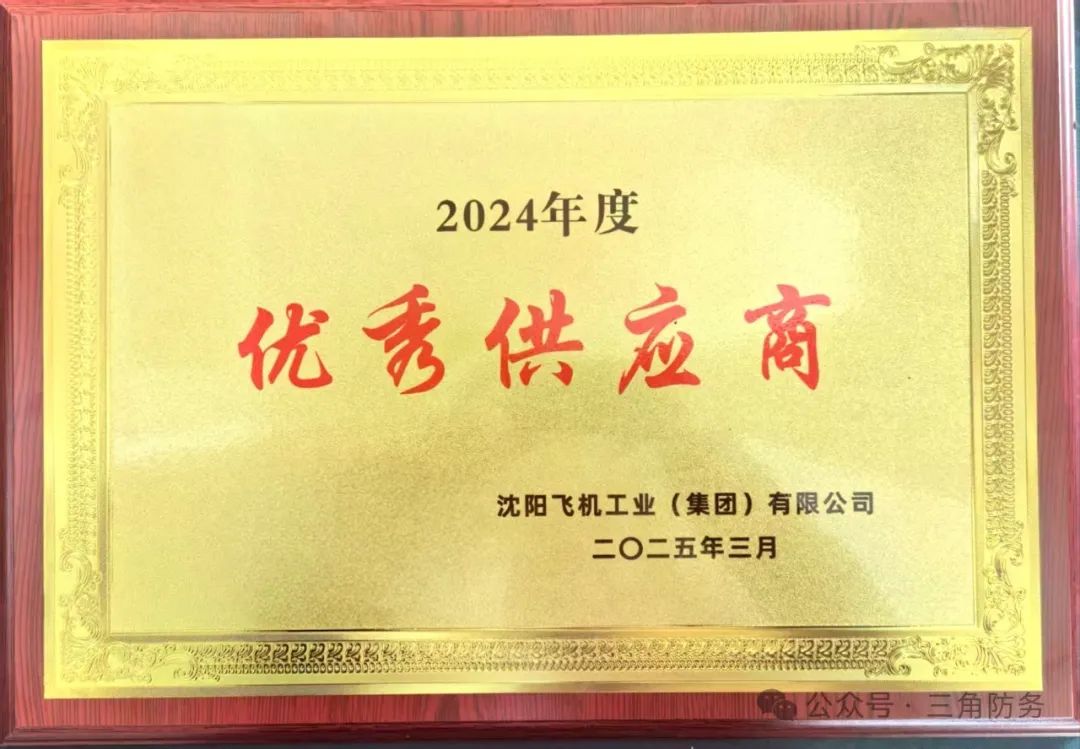 2024年度
优秀供应商
沈阳飞机工业（集团）有限公司
二〇二五年三月
公众号·三角防务